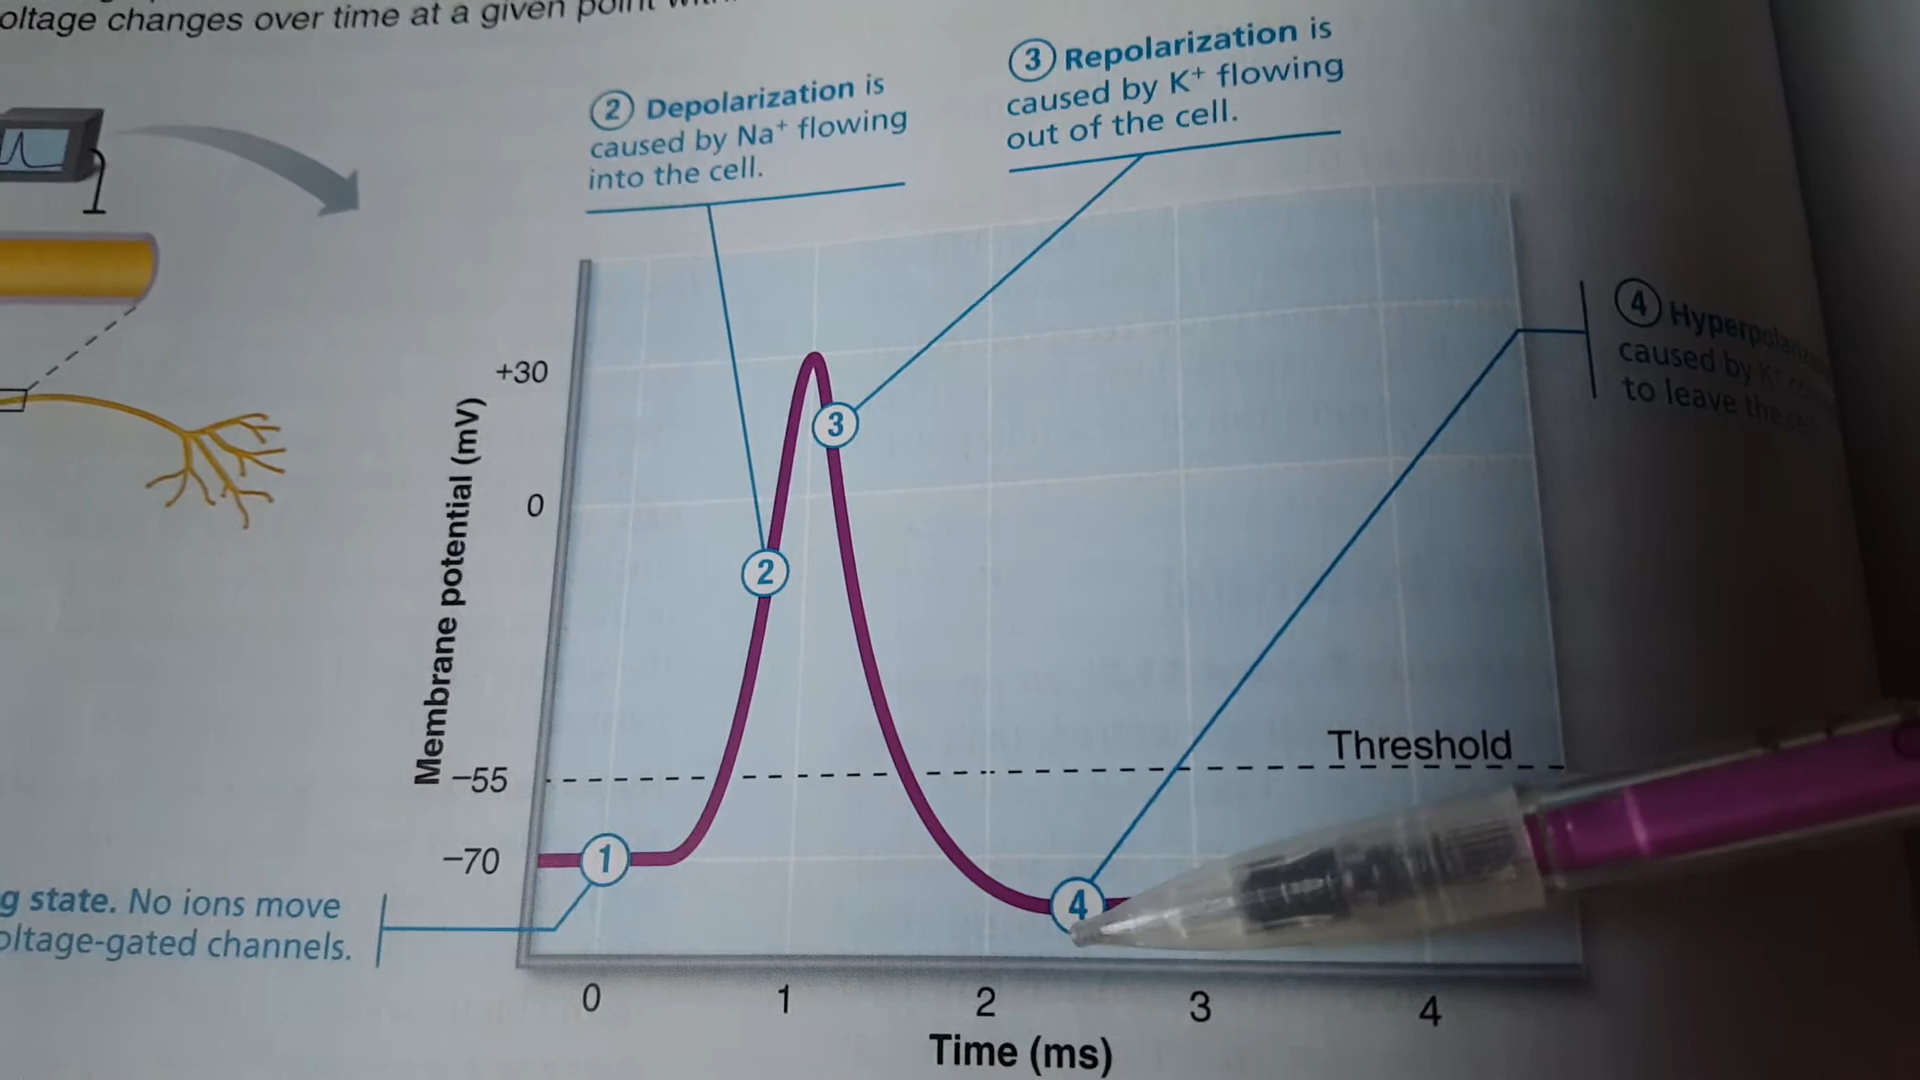 oltage changes over time at a given point
② Depolarization is
caused by Na⁺ flowing
into the cell.
③ Repolarization is
caused by K⁺ flowing
out of the cell.
④ Hyperpolari
caused by K⁺
to leave the
+30
0
−55
−70
Membrane potential (mV)
2
3
1
4
Threshold
g state. No ions move
oltage-gated channels.
0 1 2 3 4
Time (ms)